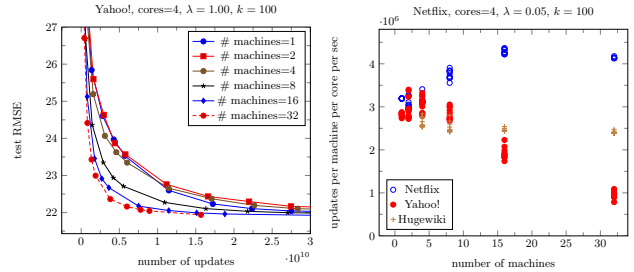 Yahoo!, cores=4, λ = 1.00, k = 100
27
26
25
24
23
22
test RMSE
0.5
1
1.5
2
2.5
3
·10^10
number of updates
# machines=1
# machines=2
# machines=4
# machines=8
# machines=16
# machines=32
Netflix, cores=4, λ = 0.05, k = 100
·10^6
4
3
2
1
0
updates per machine per core per sec
0
5
10
15
20
25
30
number of machines
Netflix
Yahoo!
Hugewiki